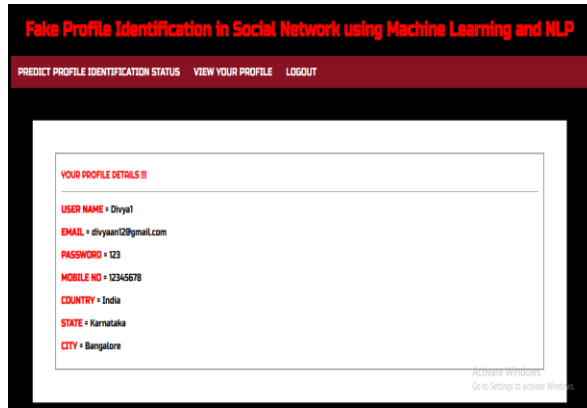 Fake Profile Identification in Social Network using Machine Learning and NLP
PREDICT PROFILE IDENTIFICATION STATUS VIEW YOUR PROFILE LOGOUT
YOUR PROFILE DETAILS !!!
USER NAME = Divya1
EMAIL = divyaan12@gmail.com
PASSWORD = 123
MOBILE NO = 12345678
COUNTRY = India
STATE = Karnataka
CITY = Bangalore
Activate Windows
Go to Settings to activate Windows.